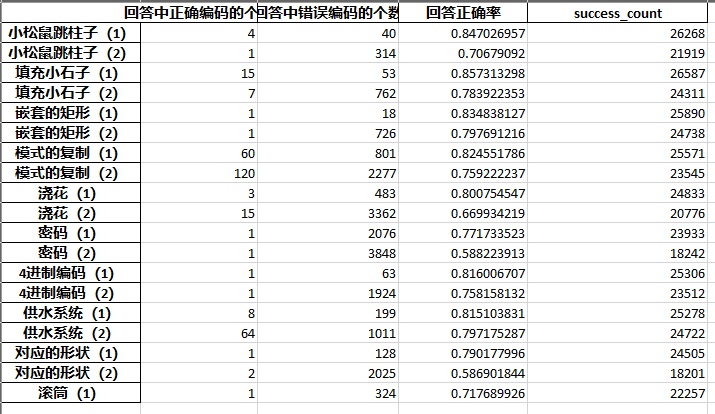 回答中正确编码的个 回答中错误编码的个数 回答正确率 success_count
小松鼠跳柱子 (1) 4 40 0.847026957 26268
小松鼠跳柱子 (2) 1 314 0.70679092 21919
填充小石子 (1) 15 53 0.857313298 26587
填充小石子 (2) 7 762 0.783922353 24311
嵌套的矩形 (1) 1 18 0.834838127 25890
嵌套的矩形 (2) 1 726 0.797691216 24738
模式的复制 (1) 60 801 0.824551786 25571
模式的复制 (2) 120 2277 0.759222237 23545
浇花 (1) 3 483 0.800754547 24833
浇花 (2) 15 3362 0.669934219 20776
密码 (1) 1 2076 0.771733523 23933
密码 (2) 1 3848 0.588223913 18242
4进制编码 (1) 1 63 0.816006707 25306
4进制编码 (2) 1 1924 0.758158132 23512
供水系统 (1) 8 199 0.815103831 25278
供水系统 (2) 64 1011 0.797175287 24722
对应的形状 (1) 1 128 0.790177996 24505
对应的形状 (2) 2 2025 0.586901844 18201
滚筒 (1) 1 324 0.717689926 22257